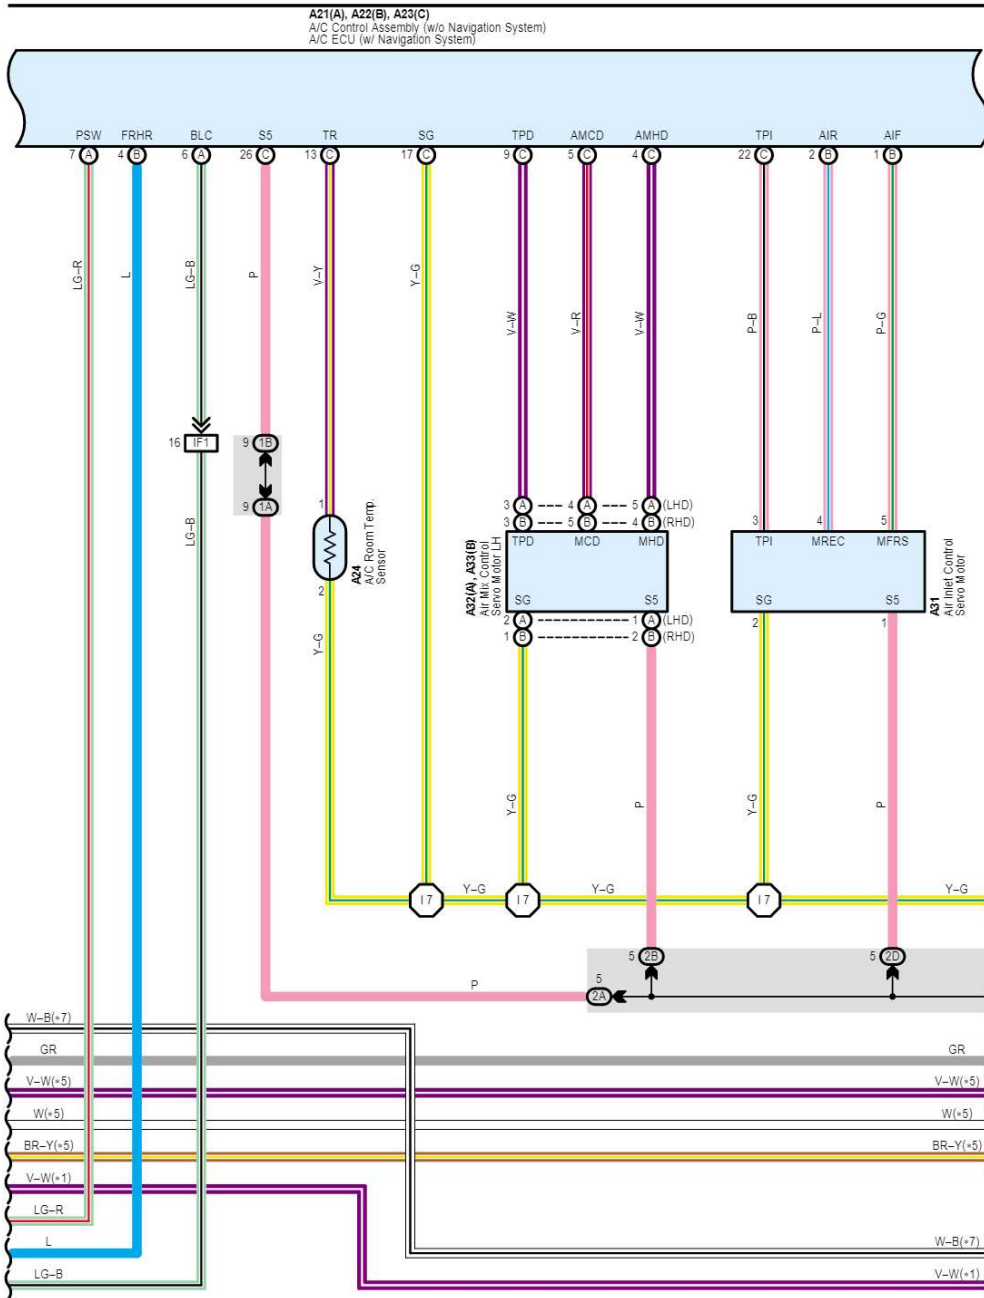 A21(A), A22(B), A23(C)
A/C Control Assembly (w/o Navigation System)
A/C ECU (w/ Navigation System)
PSW FRHR BLC S5 TR SG TPD AMCD AMHD TPI AIR AIF
7 A 4 B 6 A 26 C 13 C 17 C 9 C 5 C 4 C 22 C 2 B 1 B
LG–R
L
LG–B
P
V–Y
Y–G
V–W
V–R
V–W
P–B
P–L
P–G
16 IF1
9 1B
9 1A
LG–B
1
A24
A/C Room Temp.
Sensor
2
Y–G
3 A 4 A 5 A (LHD)
3 B 5 B 4 B (RHD)
TPD MCD MHD
SG S5
A32(A), A33(B)
Air Mix Control
Servo Motor LH
2 A 1 A (LHD)
1 B 2 B (RHD)
3 4 5
TPI MREC MFRS
SG S5
2 1
A31
Air Inlet Control
Servo Motor
Y–G
P
Y–G
P
I 7 Y–G I 7 Y–G I 7 Y–G
5 2B 5 2D
P
5
2A
W–B(*7)
GR GR
V–W(*5) V–W(*5)
W(*5) W(*5)
BR–Y(*5) BR–Y(*5)
V–W(*1)
LG–R
L W–B(*7)
LG–B V–W(*1)